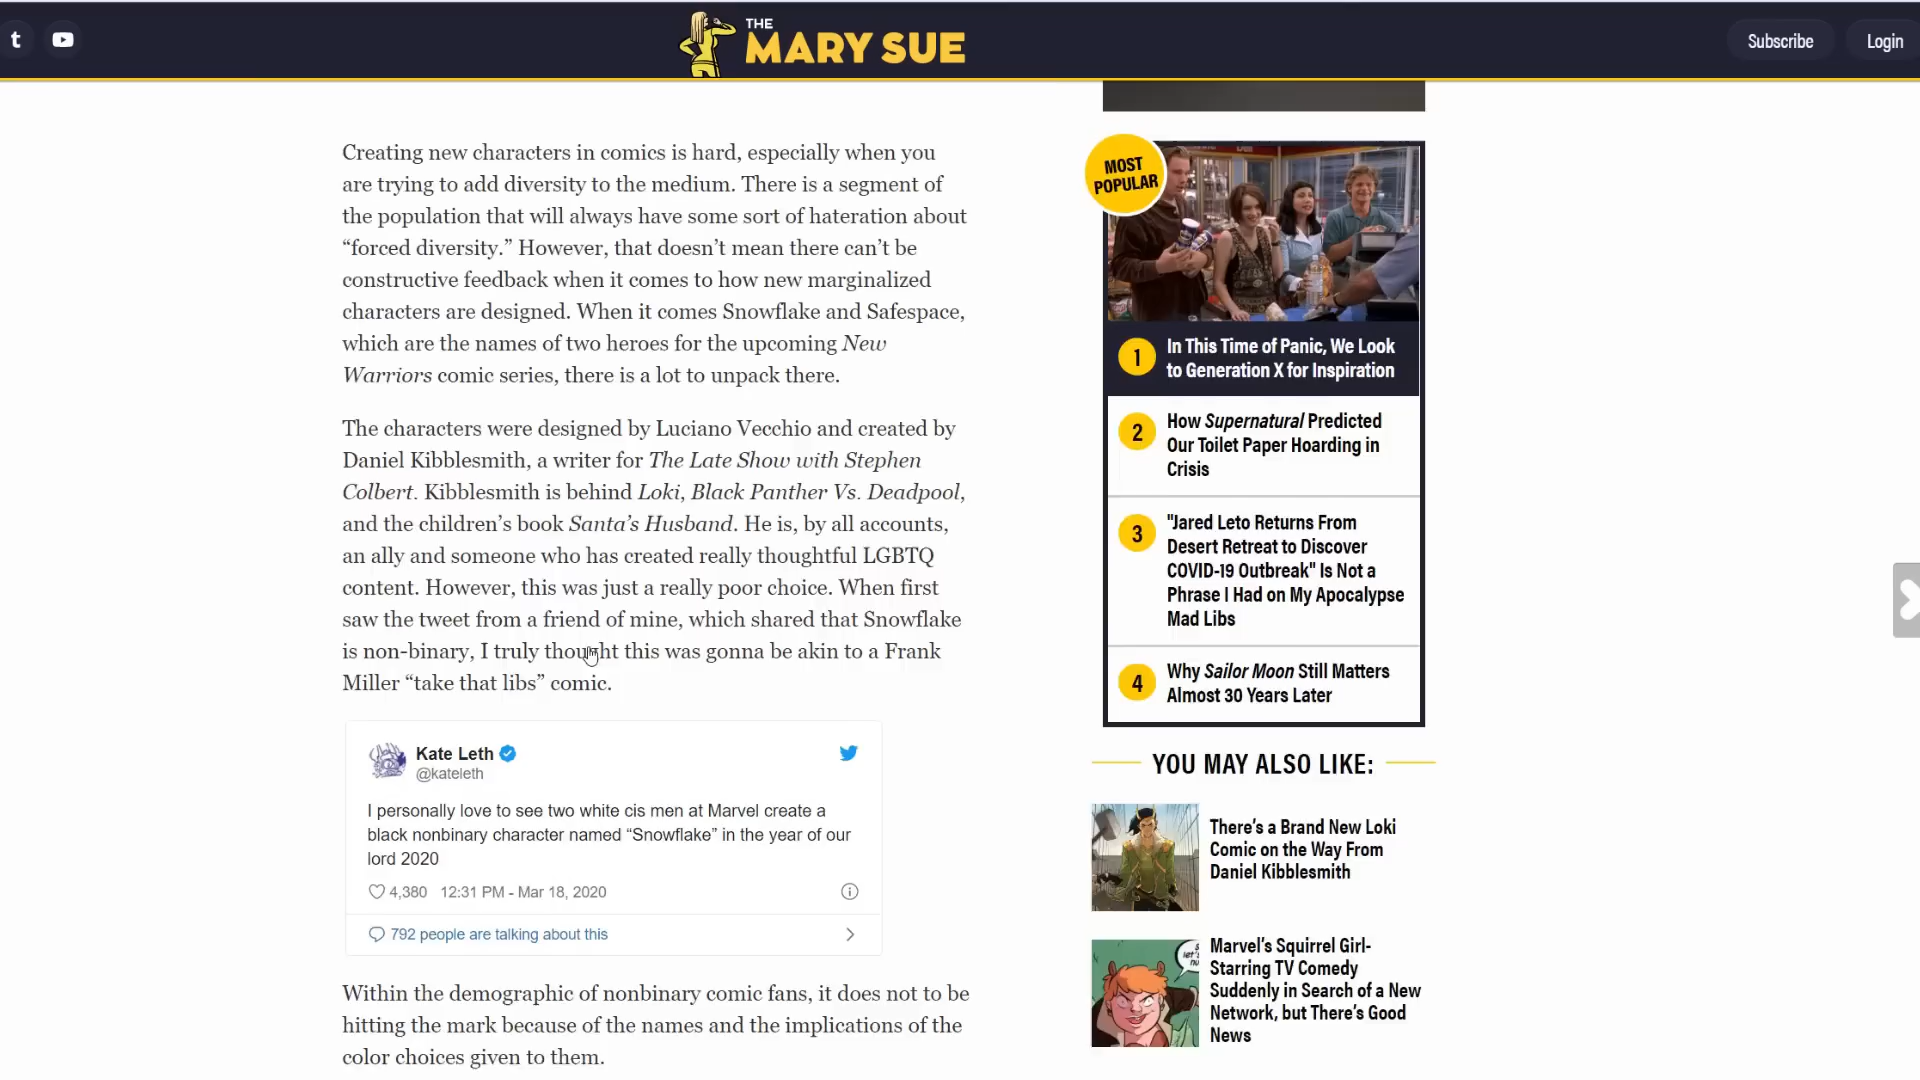 t
THE
MARY SUE
Subscribe
Login
Creating new characters in comics is hard, especially when you
are trying to add diversity to the medium. There is a segment of
the population that will always have some sort of hateration about
“forced diversity.” However, that doesn’t mean there can’t be
constructive feedback when it comes to how new marginalized
characters are designed. When it comes Snowflake and Safespace,
which are the names of two heroes for the upcoming New
Warriors comic series, there is a lot to unpack there.
The characters were designed by Luciano Vecchio and created by
Daniel Kibblesmith, a writer for The Late Show with Stephen
Colbert. Kibblesmith is behind Loki, Black Panther Vs. Deadpool,
and the children’s book Santa’s Husband. He is, by all accounts,
an ally and someone who has created really thoughtful LGBTQ
content. However, this was just a really poor choice. When first
saw the tweet from a friend of mine, which shared that Snowflake
is non-binary, I truly thought this was gonna be akin to a Frank
Miller “take that libs” comic.
Kate Leth
@kateleth
I personally love to see two white cis men at Marvel create a
black nonbinary character named “Snowflake” in the year of our
lord 2020
4,380 12:31 PM - Mar 18, 2020
792 people are talking about this
Within the demographic of nonbinary comic fans, it does not to be
hitting the mark because of the names and the implications of the
color choices given to them.
MOST
POPULAR
1
In This Time of Panic, We Look
to Generation X for Inspiration
2
How Supernatural Predicted
Our Toilet Paper Hoarding in
Crisis
3
"Jared Leto Returns From
Desert Retreat to Discover
COVID-19 Outbreak" Is Not a
Phrase I Had on My Apocalypse
Mad Libs
4
Why Sailor Moon Still Matters
Almost 30 Years Later
YOU MAY ALSO LIKE:
There’s a Brand New Loki
Comic on the Way From
Daniel Kibblesmith
Marvel’s Squirrel Girl-
Starring TV Comedy
Suddenly in Search of a New
Network, but There’s Good
News